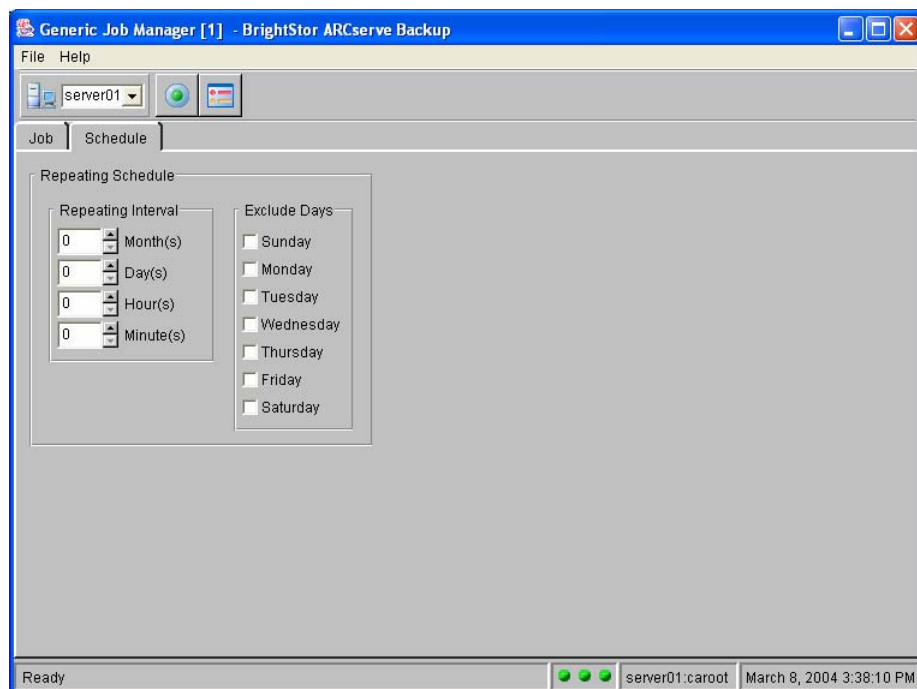 Generic Job Manager [1] - BrightStor ARCserve Backup
File Help
server01
Job Schedule
Repeating Schedule
Repeating Interval
0 Month(s)
0 Day(s)
0 Hour(s)
0 Minute(s)
Exclude Days
Sunday
Monday
Tuesday
Wednesday
Thursday
Friday
Saturday
Ready server01:caroot March 8, 2004 3:38:10 PM